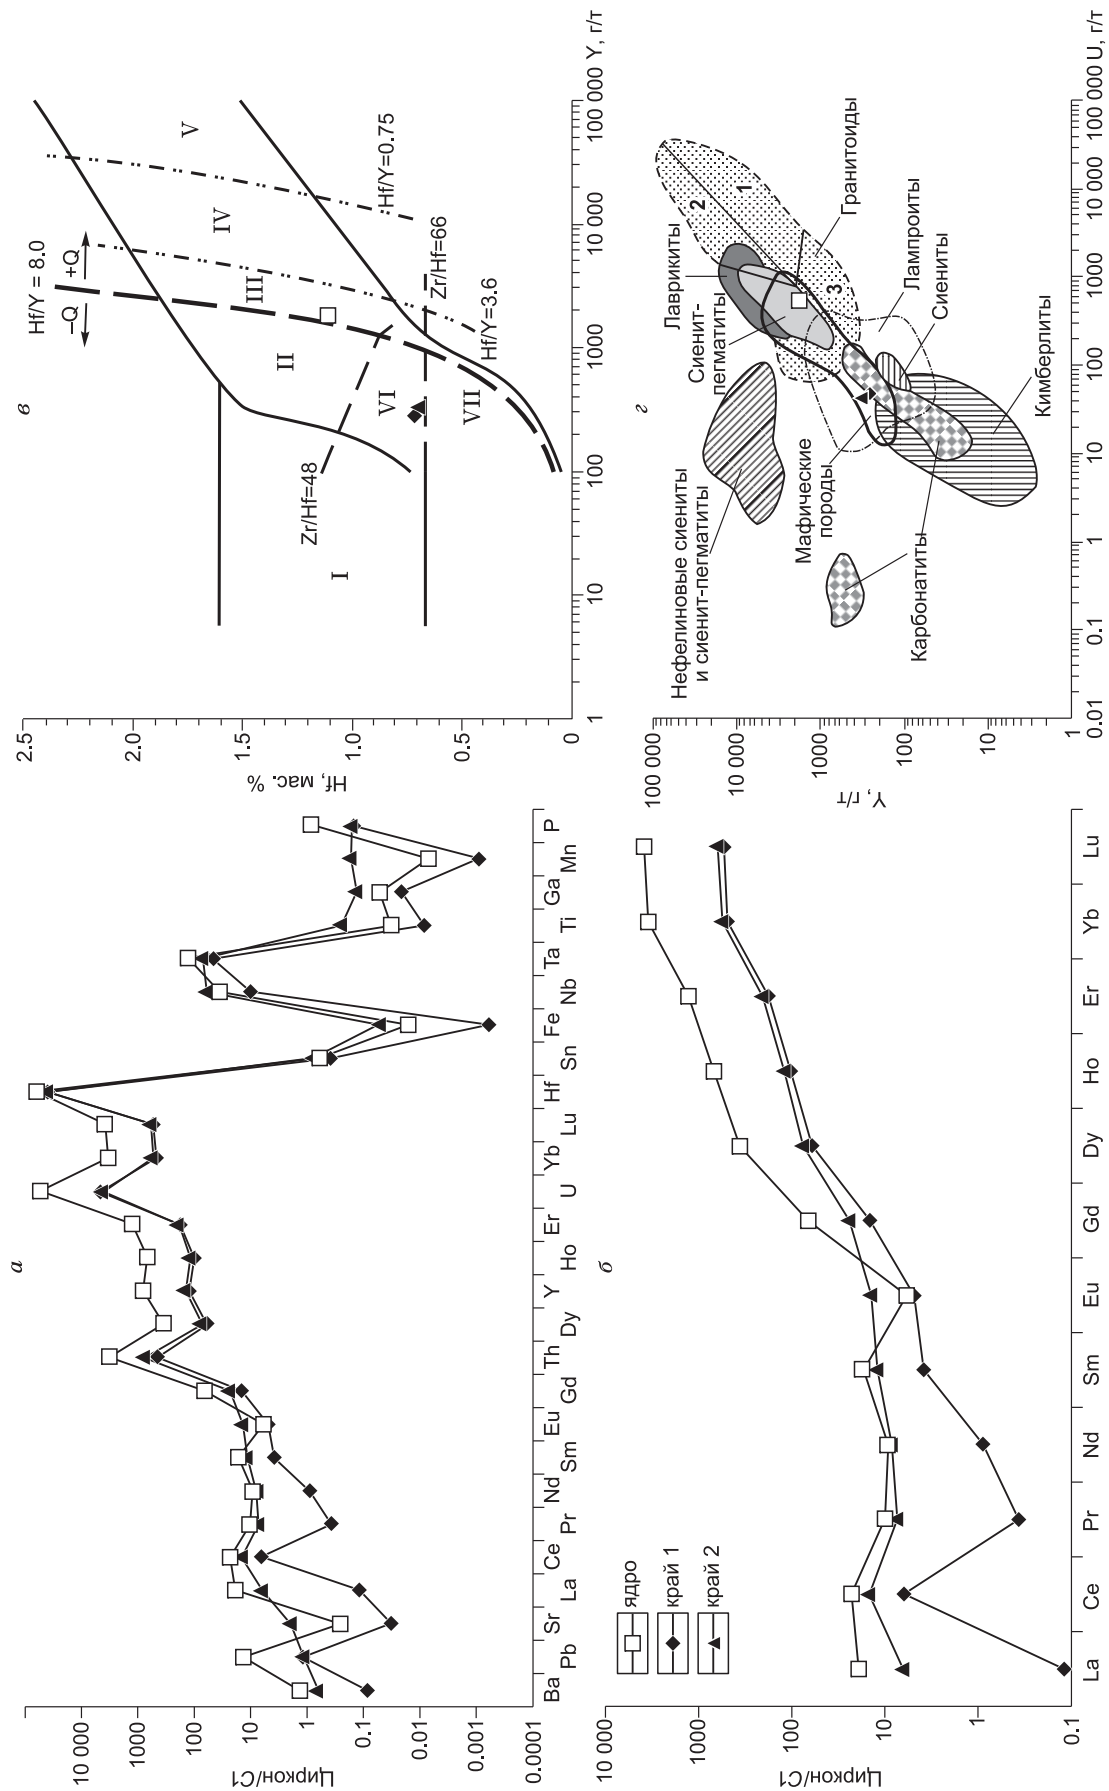 а
Циркон/C1
10 000
1000
100
10
1
0.1
0.01
0.001
0.0001
Ba
Pb
Sr
La
Ce
Pr
Nd
Sm
Eu
Gd
Th
Dy
Y
Ho
Er
U
Yb
Lu
Hf
Sn
Fe
Nb
Ta
Ti
Ga
Mn
P
в
Hf, мас. %
2.5
2.0
1.5
1.0
0.5
0
Hf/Y = 8.0
–Q
+Q
I
II
III
IV
V
VI
VII
Zr/Hf=48
Zr/Hf=66
Hf/Y=3.6
Hf/Y=0.75
1
10
100
1000
10 000
100 000 Y, г/т
б
Циркон/C1
10 000
1000
100
10
1
0.1
ядро
край 1
край 2
La
Ce
Pr
Nd
Sm
Eu
Gd
Dy
Ho
Er
Yb
Lu
г
Y, г/т
100 000
10 000
1000
100
10
1
Нефелиновые сиениты
и сиенит-пегматиты
Лаврикиты
Сиенит-
пегматиты
1
2
3
Гранитоиды
Лампроиты
Сиениты
Кимберлиты
Мафические
породы
Карбонатиты
0.01
0.1
1
10
100
1000
10 000
100 000 U, г/т